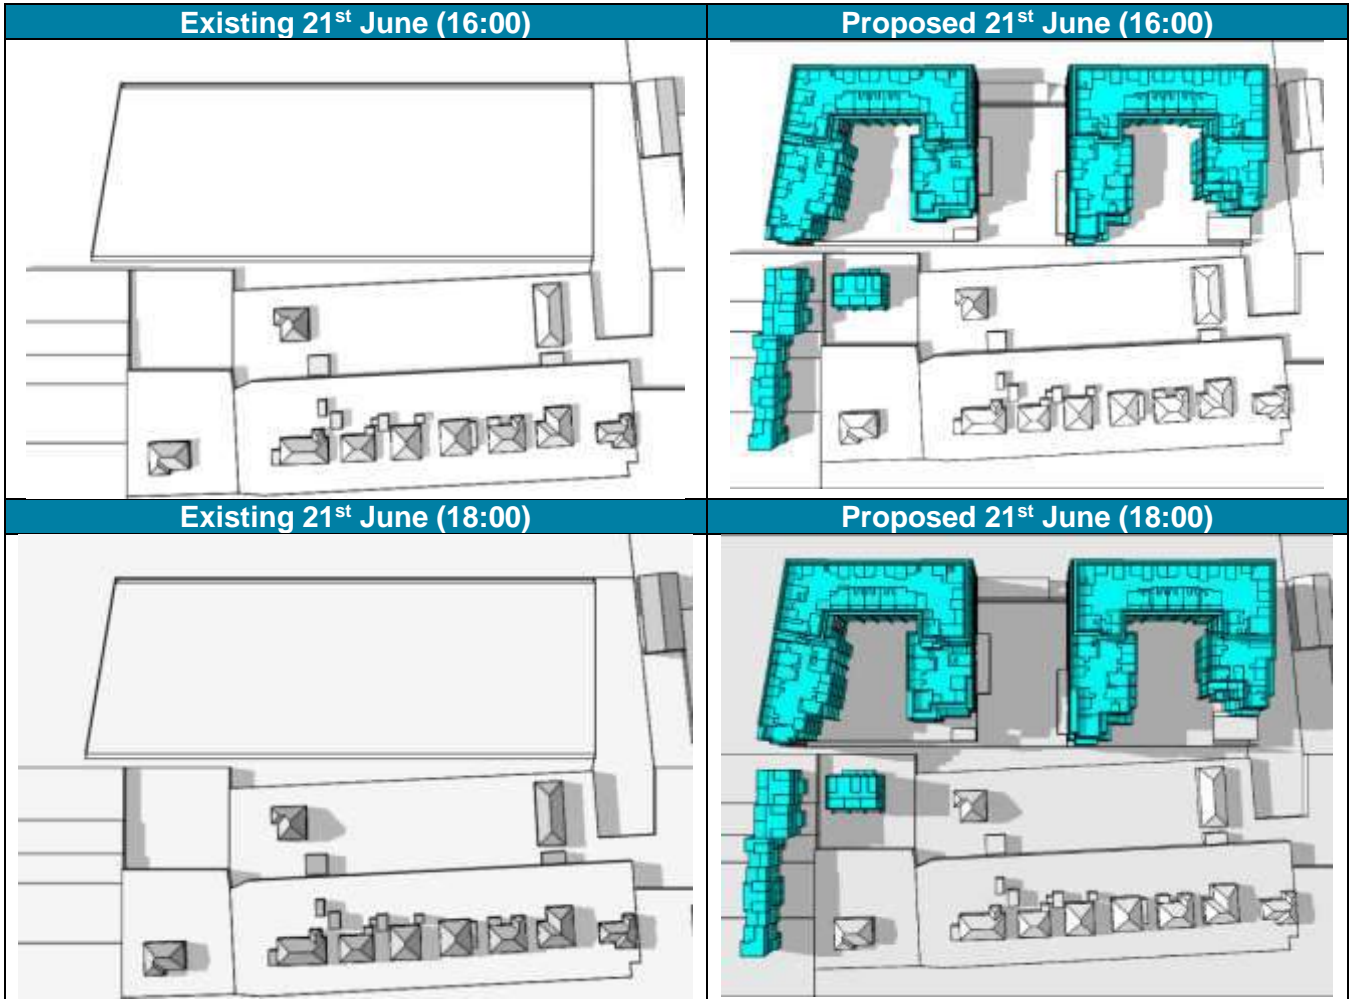 Existing 21st June (16:00)
Proposed 21st June (16:00)
Existing 21st June (18:00)
Proposed 21st June (18:00)